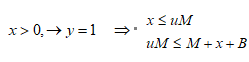 x > 0, → y = 1 ⇒ x ≤ uM
uM ≤ M + x + B